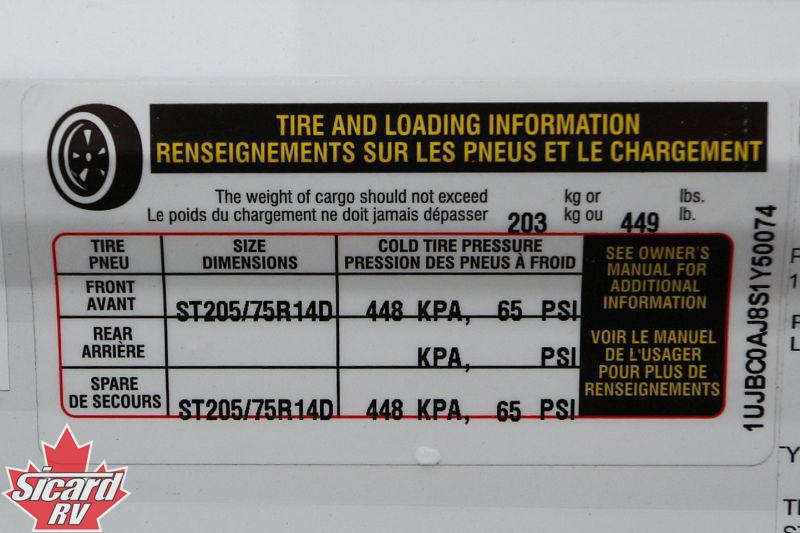 TIRE AND LOADING INFORMATION
RENSEIGNEMENTS SUR LES PNEUS ET LE CHARGEMENT
The weight of cargo should not exceed kg or lbs.
Le poids du chargement ne doit jamais dépasser 203 kg ou 449 lb.
TIRE
PNEU
SIZE
DIMENSIONS
COLD TIRE PRESSURE
PRESSION DES PNEUS À FROID
FRONT
AVANT
ST205/75R14D 448 KPA, 65 PSI
REAR
ARRIÈRE
KPA, PSI
SPARE
DE SECOURS
ST205/75R14D 448 KPA, 65 PSI
SEE OWNER'S
MANUAL FOR
ADDITIONAL
INFORMATION
VOIR LE MANUEL
DE L'USAGER
POUR PLUS DE
RENSEIGNEMENTS
1UJBC0AJ8S1Y50074
Sicard
RV